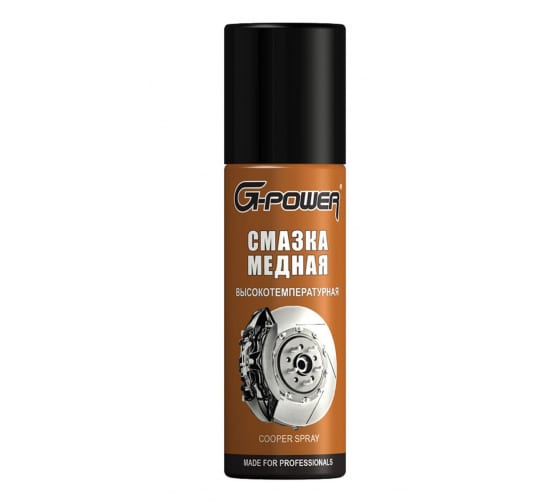 G-POWER®
СМАЗКА
МЕДНАЯ
ВЫСОКОТЕМПЕРАТУРНАЯ
COOPER SPRAY
MADE FOR PROFESSIONALS